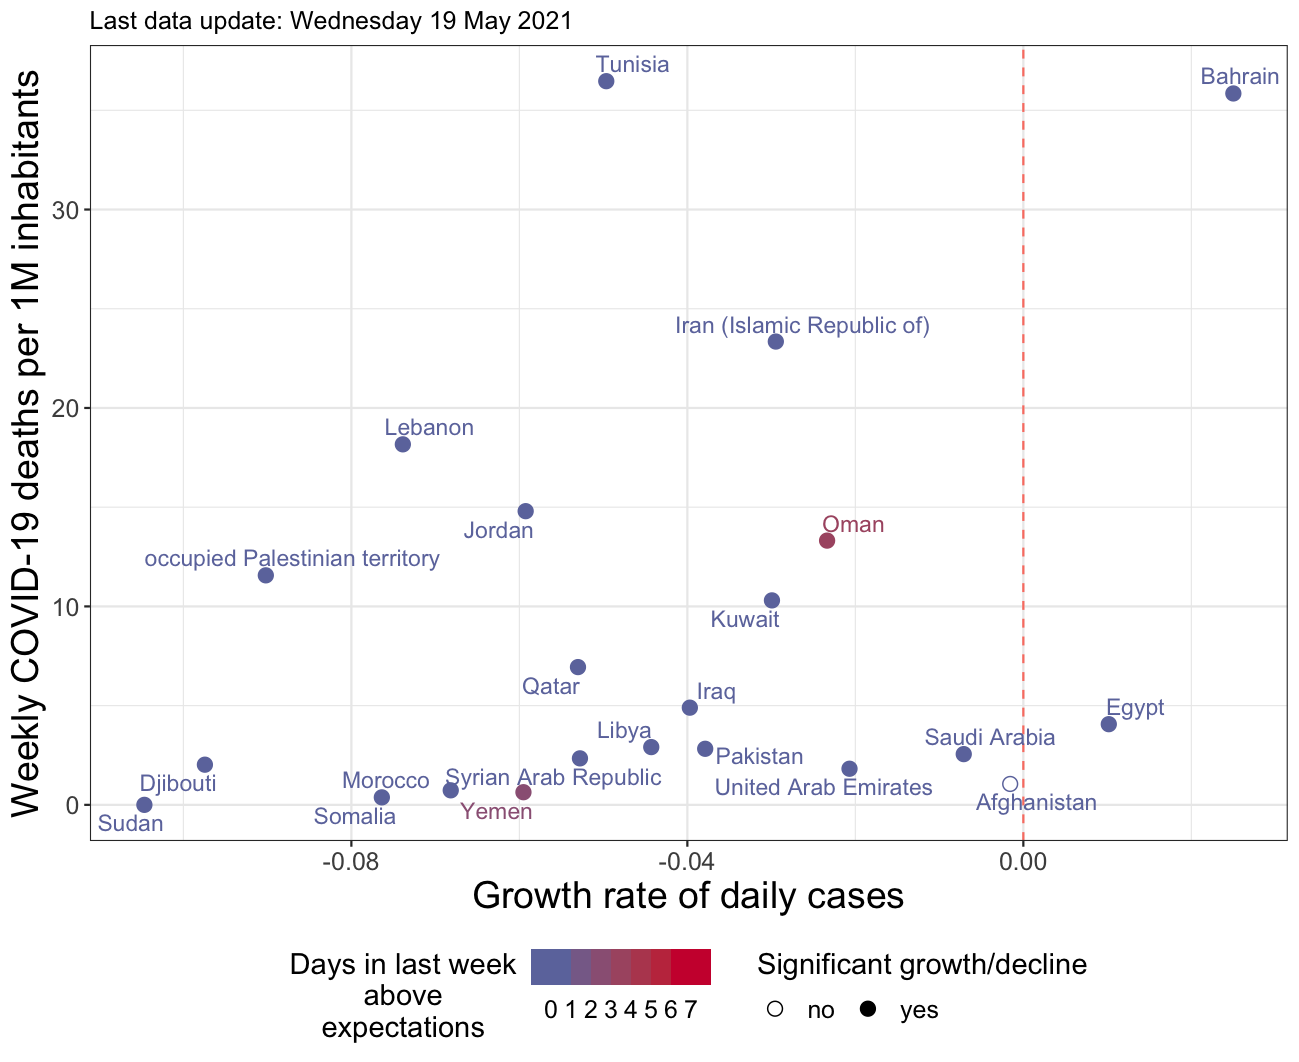 Last data update: Wednesday 19 May 2021
Weekly COVID-19 deaths per 1M inhabitants
Tunisia
Bahrain
30
Iran (Islamic Republic of)
20
Lebanon
Jordan
Oman
occupied Palestinian territory
10
Kuwait
Qatar
Iraq
Egypt
Libya
Saudi Arabia
Pakistan
Djibouti
Morocco
Syrian Arab Republic
United Arab Emirates
Afghanistan
0
Somalia
Yemen
Sudan
-0.08
-0.04
0.00
Growth rate of daily cases
Days in last week
above
expectations
0 1 2 3 4 5 6 7
Significant growth/decline
no
yes